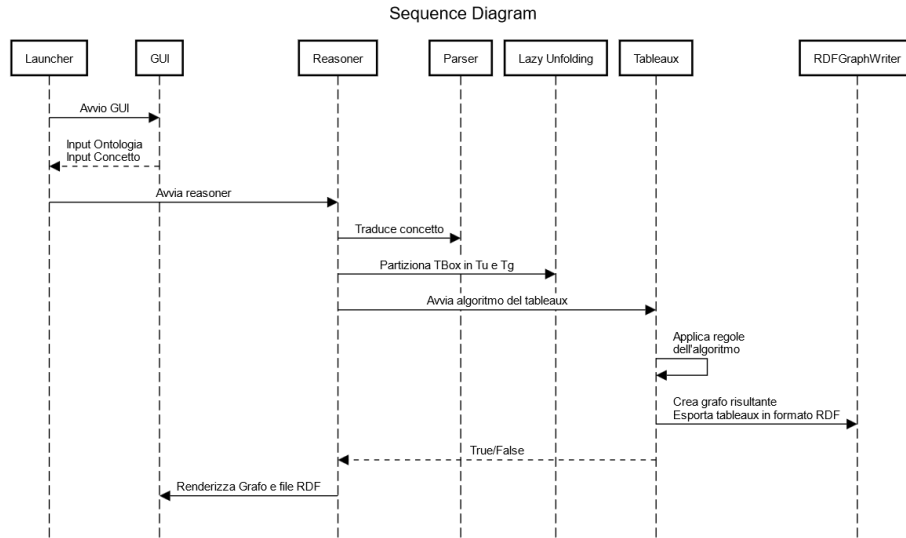 Sequence Diagram
Launcher
GUI
Reasoner
Parser
Lazy Unfolding
Tableaux
RDFGraphWriter
Avvio GUI
Input Ontologia
Input Concetto
Avvia reasoner
Traduce concetto
Partiziona TBox in Tu e Tg
Avvia algoritmo del tableaux
Applica regole
dell'algoritmo
Crea grafo risultante
Esporta tableaux in formato RDF
True/False
Renderizza Grafo e file RDF